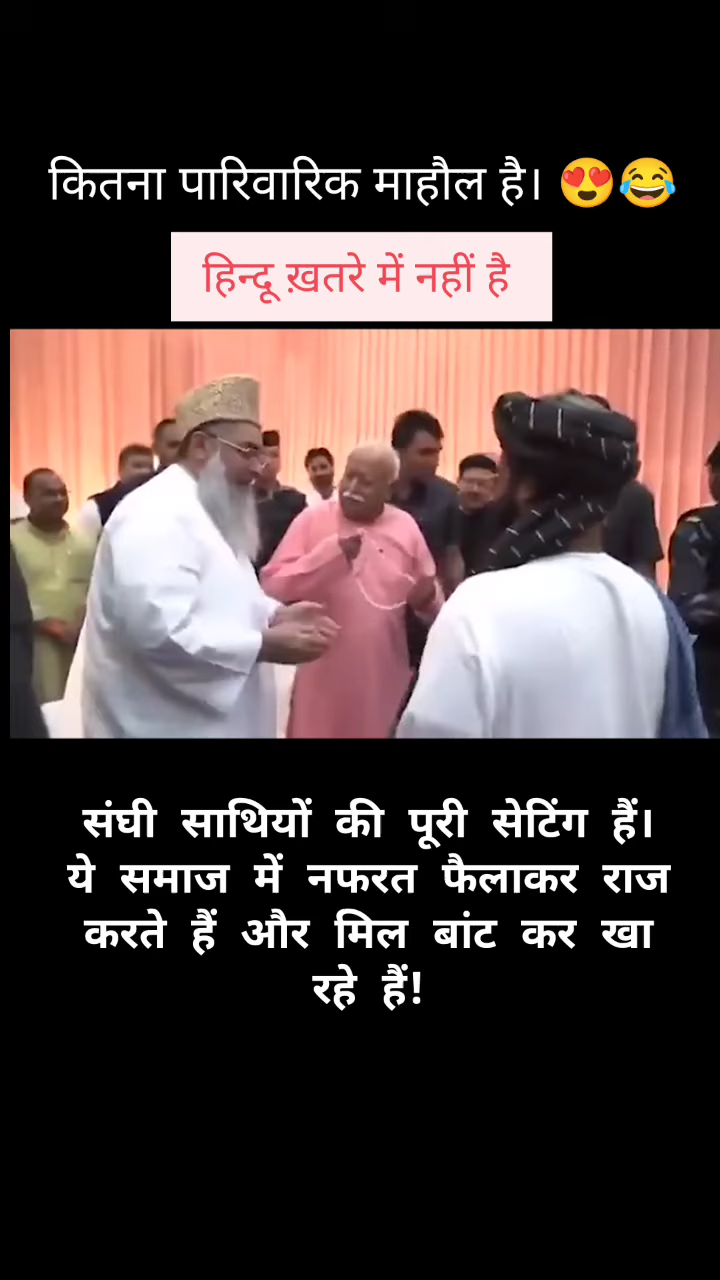 कितना पारिवारिक माहौल है। 😍😂
हिन्दू ख़तरे में नहीं है
संघी साथियों की पूरी सेटिंग हैं।
ये समाज में नफरत फैलाकर राज
करते हैं और मिल बांट कर खा
रहे हैं!